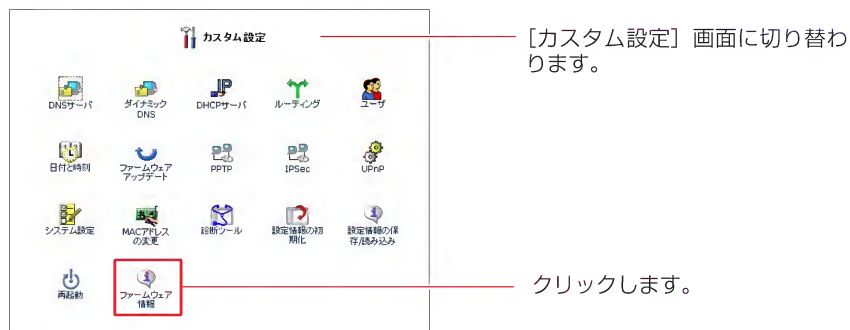 カスタム設定
[カスタム設定] 画面に切り替わ
ります。
DNSサーバ
ダイナミック
DNS
DHCPサーバ
ルーティング
ユーザ
日付と時刻
ファームウェア
アップデート
PPTP
IPSec
UPnP
システム設定
MACアドレス
の変更
診断ツール
設定情報の初
期化
設定情報の保
存/読み込み
再起動
ファームウェア
情報
クリックします。